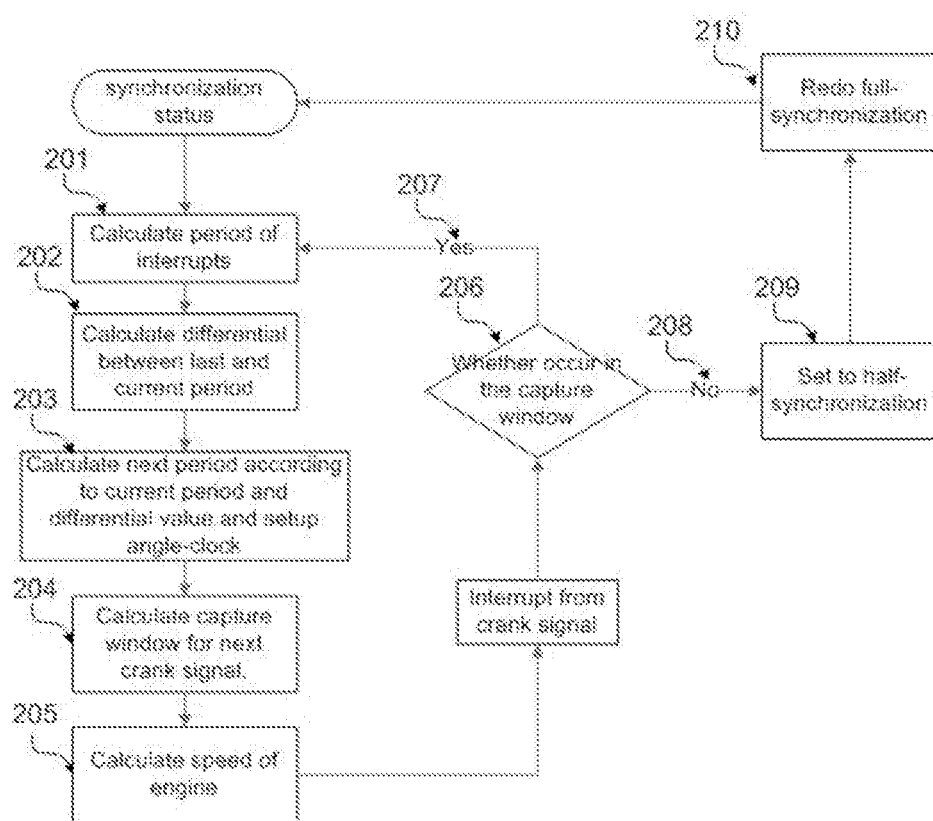 210
Redo full-
synchronization
synchronization
status
201
207
Calculate period of
interrupts
Yes
202
206
209
Calculate differential
between last and
current period
208
Whether occur in
the capture
window
No
Set to half-
synchronization
203
Calculate next period according
to current period and
differential value and setup
angle-clock
204
Calculate capture
window for next
crank signal.
Interrupt from
crank signal
205
Calculate speed of
engine